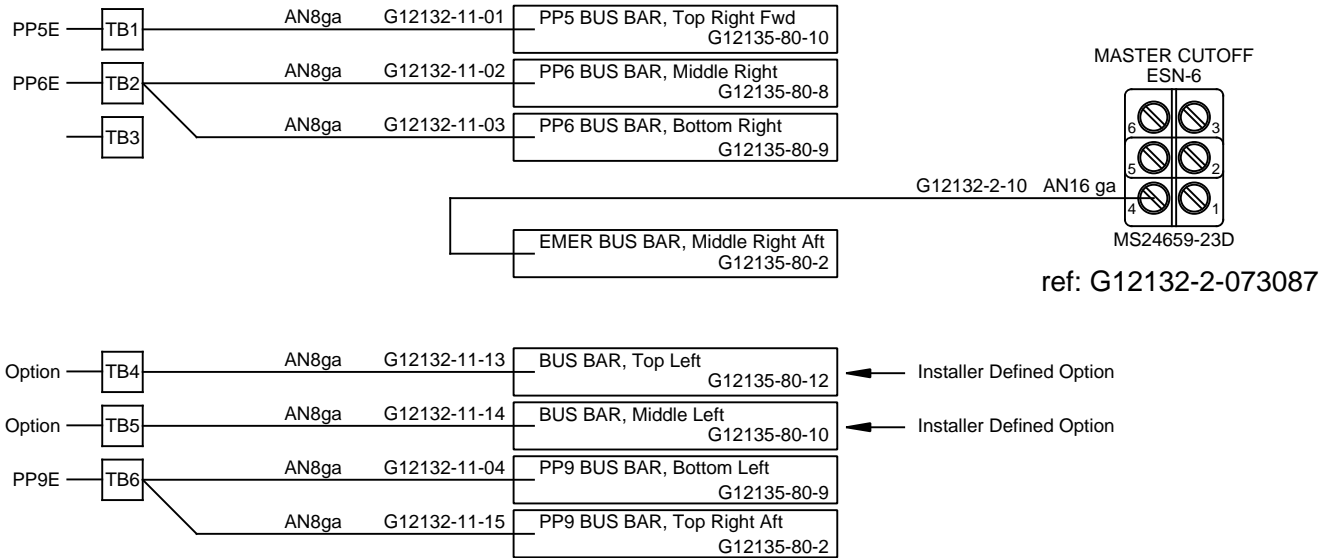 PP5E TB1 AN8ga G12132-11-01 PP5 BUS BAR, Top Right Fwd
G12135-80-10
PP6E TB2 AN8ga G12132-11-02 PP6 BUS BAR, Middle Right
G12135-80-8
TB3 AN8ga G12132-11-03 PP6 BUS BAR, Bottom Right
G12135-80-9
MASTER CUTOFF
ESN-6
6 3
5 2
4 1
MS24659-23D
G12132-2-10 AN16 ga
EMER BUS BAR, Middle Right Aft
G12135-80-2
ref: G12132-2-073087
Option TB4 AN8ga G12132-11-13 BUS BAR, Top Left
G12135-80-12
Installer Defined Option
Option TB5 AN8ga G12132-11-14 BUS BAR, Middle Left
G12135-80-10
Installer Defined Option
PP9E TB6 AN8ga G12132-11-04 PP9 BUS BAR, Bottom Left
G12135-80-9
AN8ga G12132-11-15 PP9 BUS BAR, Top Right Aft
G12135-80-2